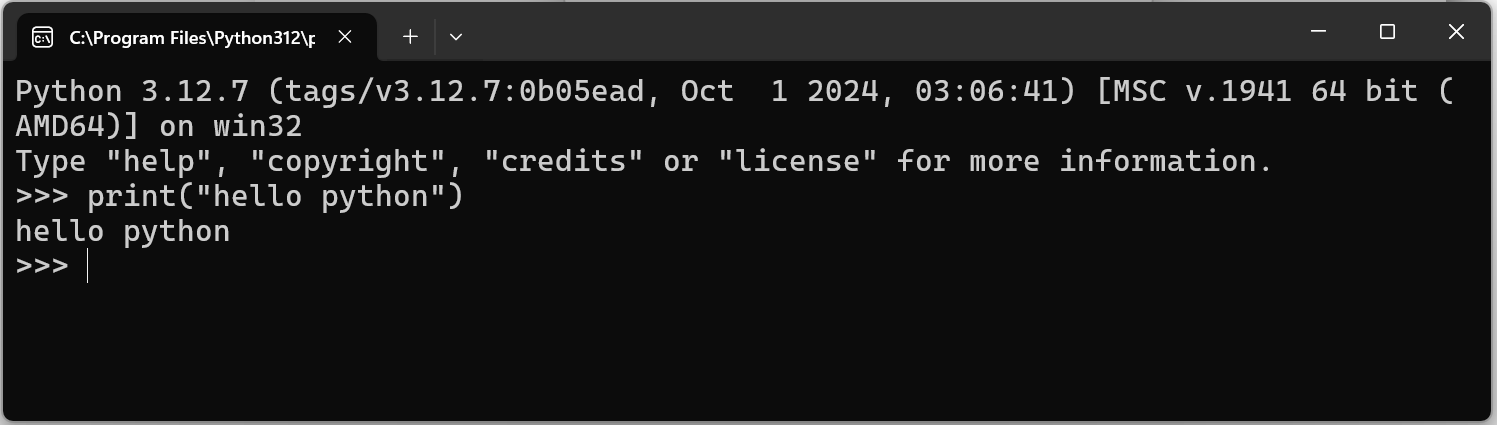 C:\Program Files\Python312\p
Python 3.12.7 (tags/v3.12.7:0b05ead, Oct  1 2024, 03:06:41) [MSC v.1941 64 bit (
AMD64)] on win32
Type "help", "copyright", "credits" or "license" for more information.
>>> print("hello python")
hello python
>>>